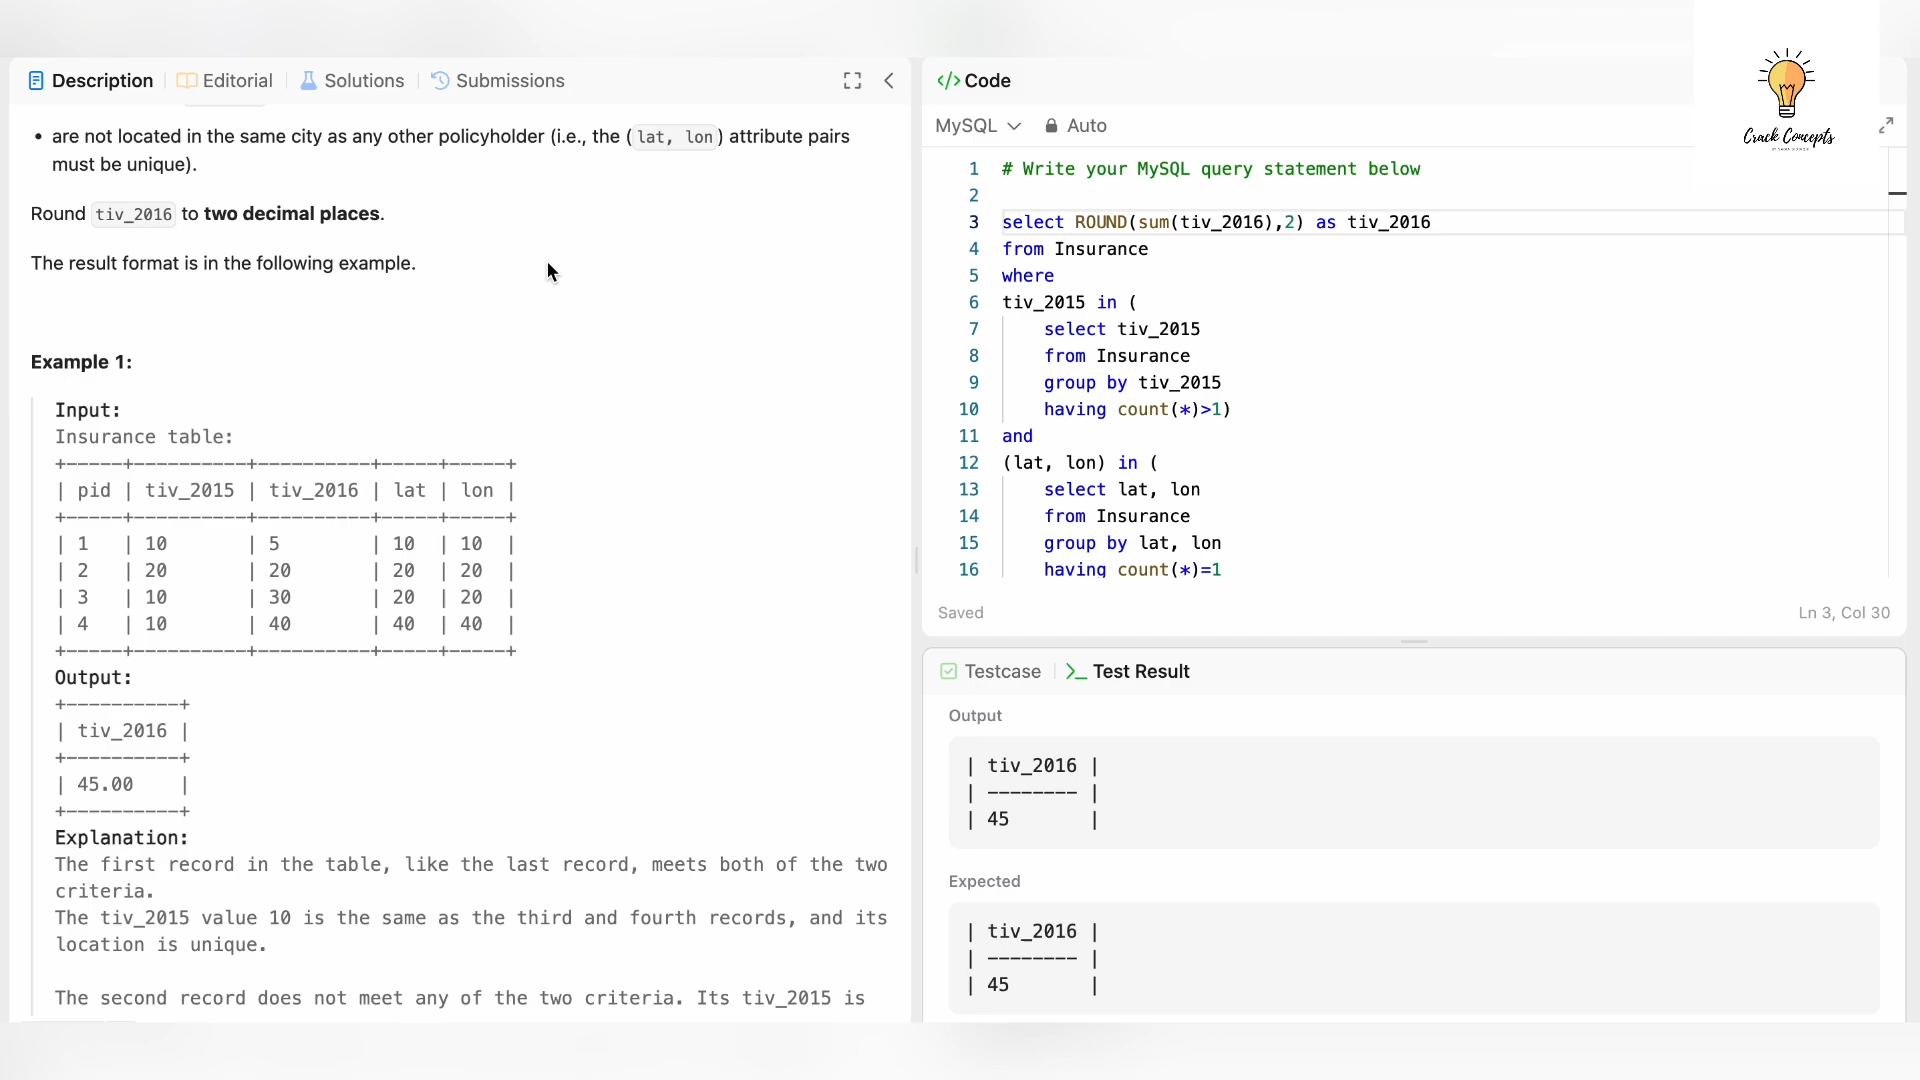 Description
Editorial
Solutions
Submissions
• are not located in the same city as any other policyholder (i.e., the (lat, lon) attribute pairs
must be unique).
Round tiv_2016 to two decimal places.
The result format is in the following example.
Example 1:
Input:
Insurance table:
+-----+----------+----------+-----+-----+
| pid | tiv_2015 | tiv_2016 | lat | lon |
+-----+----------+----------+-----+-----+
| 1   | 10       | 5        | 10  | 10  |
| 2   | 20       | 20       | 20  | 20  |
| 3   | 10       | 30       | 20  | 20  |
| 4   | 10       | 40       | 40  | 40  |
+-----+----------+----------+-----+-----+
Output:
+----------+
| tiv_2016 |
+----------+
| 45.00    |
+----------+
Explanation:
The first record in the table, like the last record, meets both of the two
criteria.
The tiv_2015 value 10 is the same as the third and fourth records, and its
location is unique.
The second record does not meet any of the two criteria. Its tiv_2015 is
</> Code
MySQL
Auto
1 # Write your MySQL query statement below
2
3 select ROUND(sum(tiv_2016),2) as tiv_2016
4 from Insurance
5 where
6 tiv_2015 in (
7     select tiv_2015
8     from Insurance
9     group by tiv_2015
10     having count(*)>1)
11 and
12 (lat, lon) in (
13     select lat, lon
14     from Insurance
15     group by lat, lon
16     having count(*)=1
Saved
Ln 3, Col 30
Testcase
>_ Test Result
Output
| tiv_2016 |
| -------- |
| 45       |
Expected
| tiv_2016 |
| -------- |
| 45       |
Crack Concepts